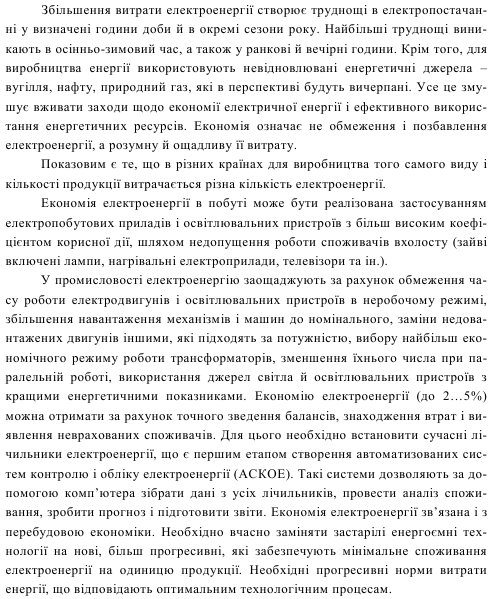 Збільшення витрати електроенергії створює труднощі в електропостачан-
ні у визначені години доби й в окремі сезони року. Найбільші труднощі вини-
кають в осінньо-зимовий час, а також у ранкові й вечірні години. Крім того, для
виробництва енергії використовують невідновлювані енергетичні джерела –
вугілля, нафту, природний газ, які в перспективі будуть вичерпані. Усе це зму-
шує вживати заходи щодо економії електричної енергії і ефективного викорис-
тання енергетичних ресурсів. Економія означає не обмеження і позбавлення
електроенергії, а розумну й ощадливу її витрату.
Показовим є те, що в різних країнах для виробництва того самого виду і
кількості продукції витрачається різна кількість електроенергії.
Економія електроенергії в побуті може бути реалізована застосуванням
електропобутових приладів і освітлювальних пристроїв з більш високим коефі-
цієнтом корисної дії, шляхом недопущення роботи споживачів вхолосту (зайві
включені лампи, нагрівальні електроприлади, телевізори та ін.).
У промисловості електроенергію заощаджують за рахунок обмеження ча-
су роботи електродвигунів і освітлювальних пристроїв в неробочому режимі,
збільшення навантаження механізмів і машин до номінального, заміни недова-
нтажених двигунів іншими, які підходять за потужністю, вибору найбільш еко-
номічного режиму роботи трансформаторів, зменшення їхнього числа при па-
ралельній роботі, використання джерел світла й освітлювальних пристроїв з
кращими енергетичними показниками. Економію електроенергії (до 2…5%)
можна отримати за рахунок точного зведення балансів, знаходження втрат і ви-
явлення неврахованих споживачів. Для цього необхідно встановити сучасні лі-
чильники електроенергії, що є першим етапом створення автоматизованих сис-
тем контролю і обліку електроенергії (АСКОЕ). Такі системи дозволяють за до-
помогою комп’ютера зібрати дані з усіх лічильників, провести аналіз спожи-
вання, зробити прогноз і підготовити звіти. Економія електроенергії зв’язана і з
перебудовою економіки. Необхідно вчасно заміняти застарілі енергоємні тех-
нології на нові, більш прогресивні, які забезпечують мінімальне споживання
електроенергії на одиницю продукції. Необхідні прогресивні норми витрати
енергії, що відповідають оптимальним технологічним процесам.